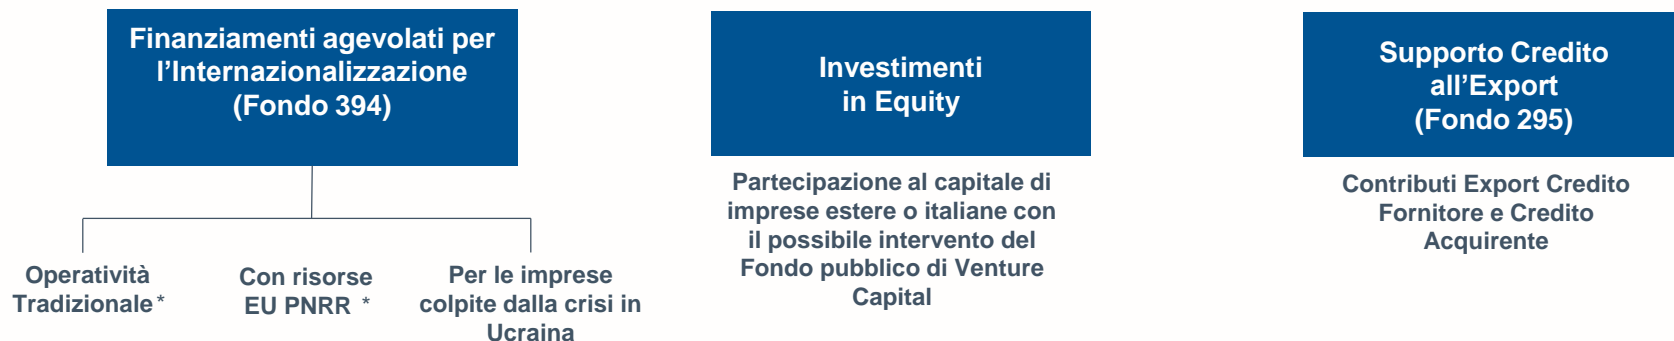 Finanziamenti agevolati per
l'Internazionalizzazione
(Fondo 394)
Operatività
Tradizionale *
Con risorse
EU PNRR *
Per le imprese
colpite dalla crisi in
Ucraina
Investimenti
in Equity
Partecipazione al capitale di
imprese estere o italiane con
il possibile intervento del
Fondo pubblico di Venture
Capital
Supporto Credito
all'Export
(Fondo 295)
Contributi Export Credito
Fornitore e Credito
Acquirente